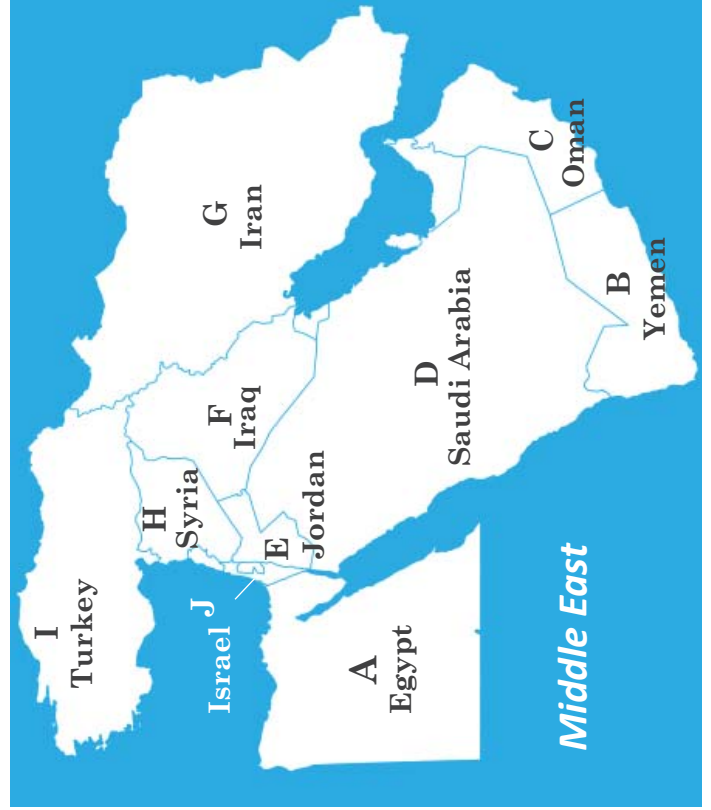 I
Turkey
H
Syria
G
Iran
F
Iraq
J
Israel
E
Jordan
A
Egypt
D
Saudi Arabia
C
Oman
B
Yemen
Middle East